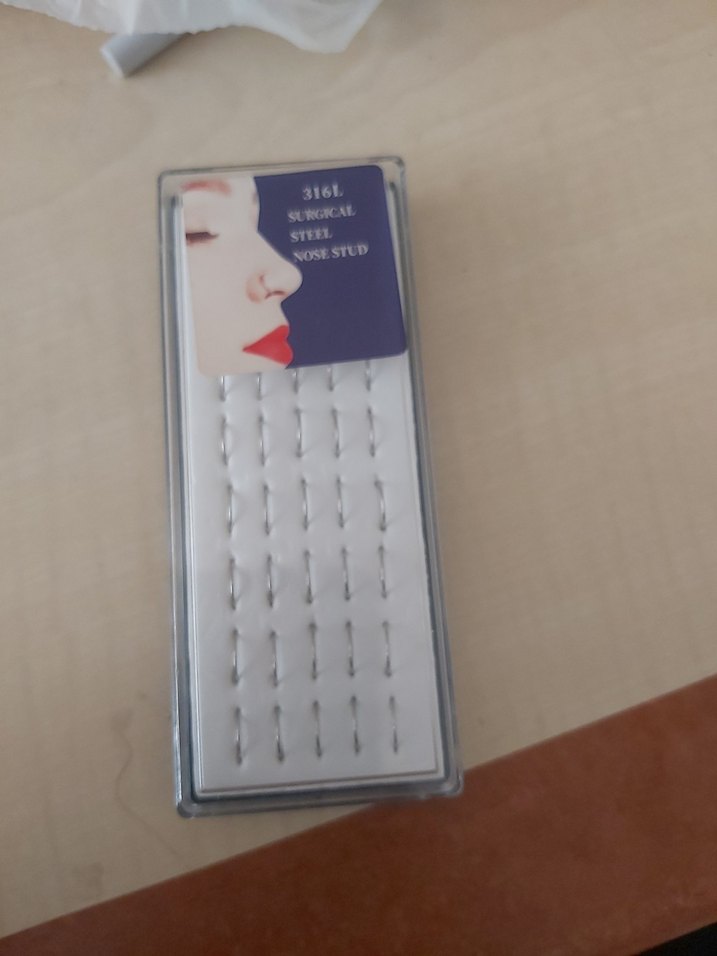 316L
SURGICAL
STEEL
NOSE STUD